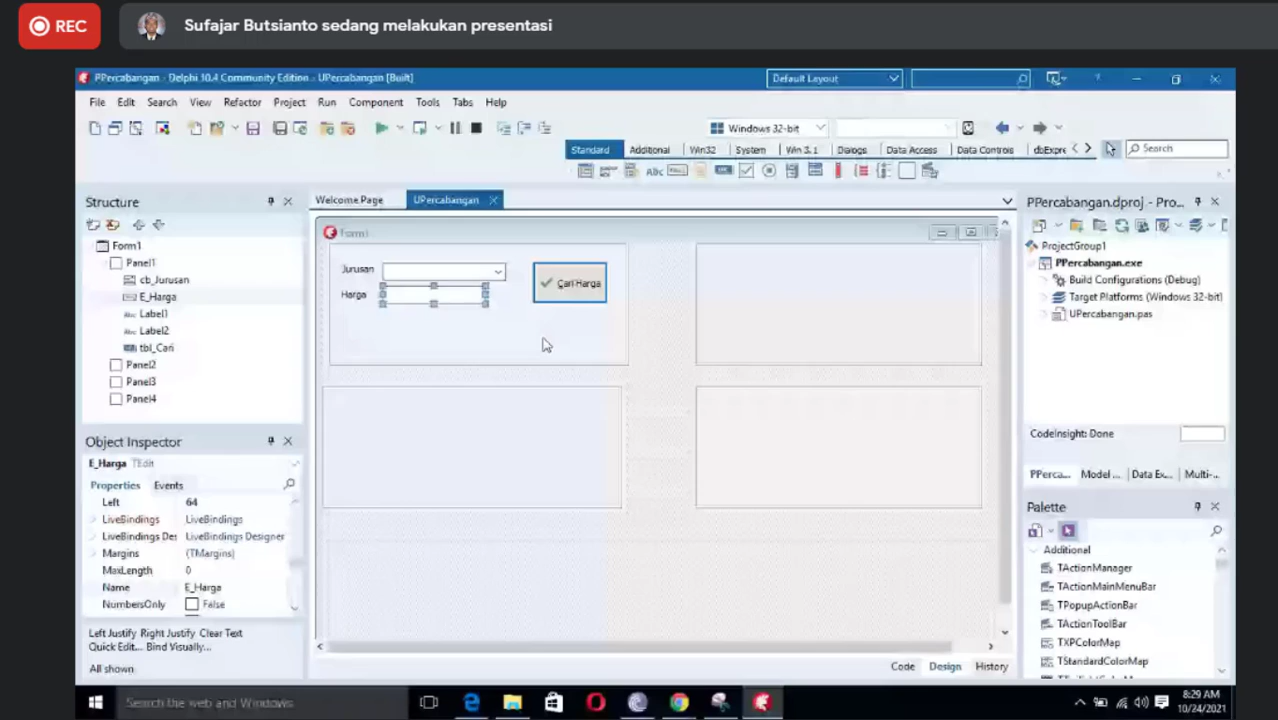 REC
Sufajar Butsianto sedang melakukan presentasi
PPercabangan - Delphi 10.4 Community Edition - UPercabangan [Built]
Default Layout
File Edit Search View Refactor Project Run Component Tools Tabs Help
Windows 32-bit
Standard Additional Win32 System Win 3.1 Dialogs Data Access Data Controls dbExpre
Search
Structure
Form1
Panel1
cb_Jurusan
E_Harga
Label1
Label2
tbl_Cari
Panel2
Panel3
Panel4
Object Inspector
E_Harga TEdit
Properties Events
Left 64
LiveBindings LiveBindings
LiveBindings Des LiveBindings Designer
Margins (TMargins)
MaxLength 0
Name E_Harga
NumbersOnly False
Left Justify Right Justify Clear Text
Quick Edit... Bind Visually...
All shown
Welcome Page UPercabangan
Form1
Jurusan
Harga
Cari Harga
Code Design History
PPercabangan.dproj - Pro...
ProjectGroup1
PPercabangan.exe
Build Configurations (Debug)
Target Platforms (Windows 32-bit)
UPercabangan.pas
CodeInsight: Done
PPerca... Model ... Data Ex... Multi-...
Palette
Additional
TActionManager
TActionMainMenuBar
TPopupActionBar
TActionToolBar
TXPColorMap
TStandardColorMap
Search the web and Windows
8:29 AM
10/24/2021